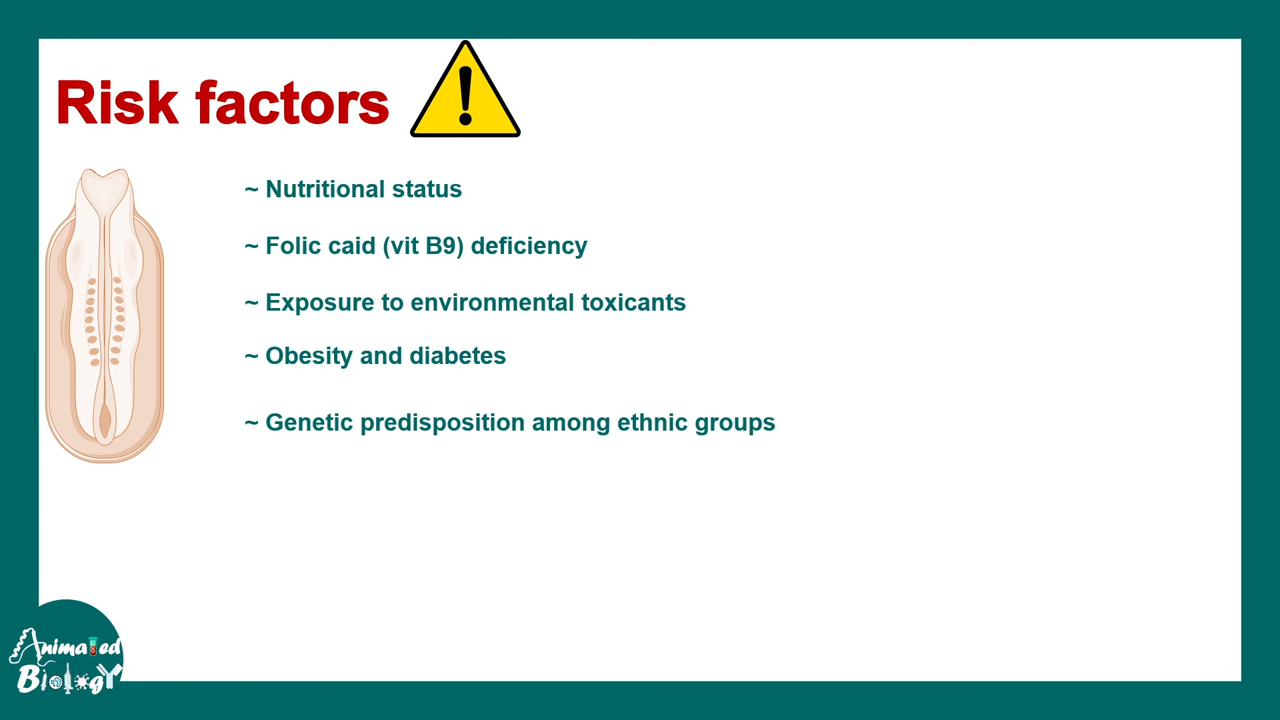 Risk factors
~ Nutritional status
~ Folic caid (vit B9) deficiency
~ Exposure to environmental toxicants
~ Obesity and diabetes
~ Genetic predisposition among ethnic groups
Animated
Biology